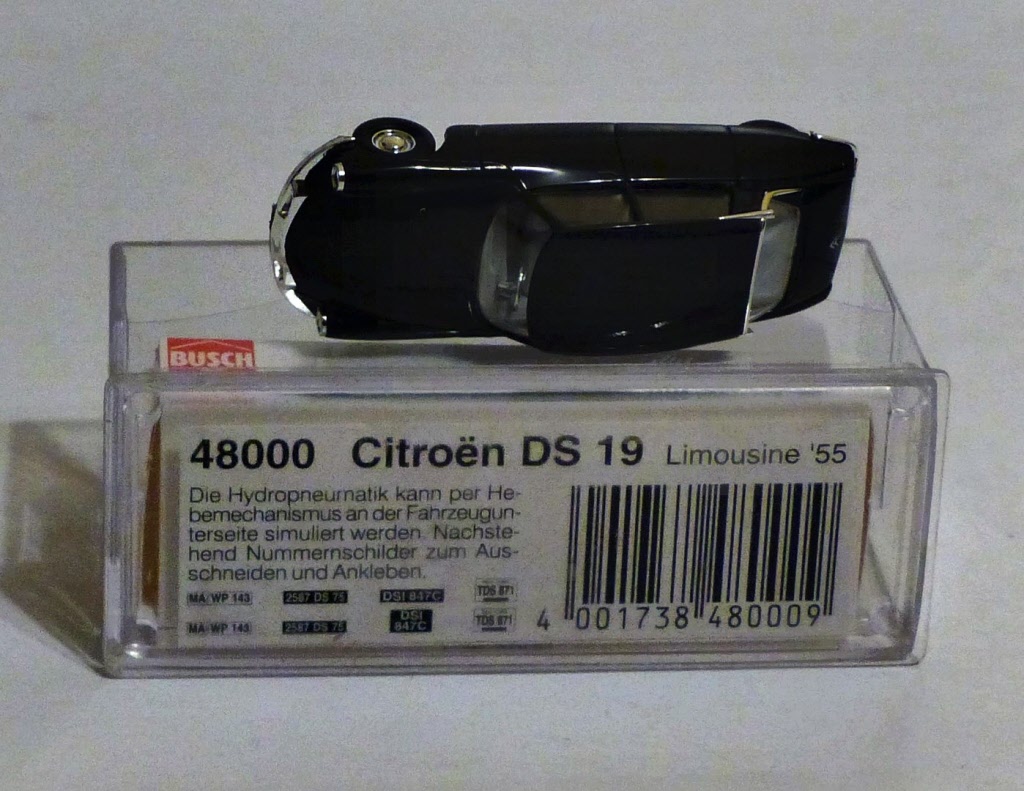 BUSCH
48000 Citroën DS 19 Limousine '55
Die Hydropneumatik kann per He-
bemechanismus an der Fahrzeugun-
terseite simuliert werden. Nachste-
hend Nummernschilder zum Aus-
schneiden und Ankleben.
MA·WP 143 2587 DS 75 DSI 847C TDS 871
MA·WP 143 2587 DS 75 DSI 847C TDS 871
4 001738 480009